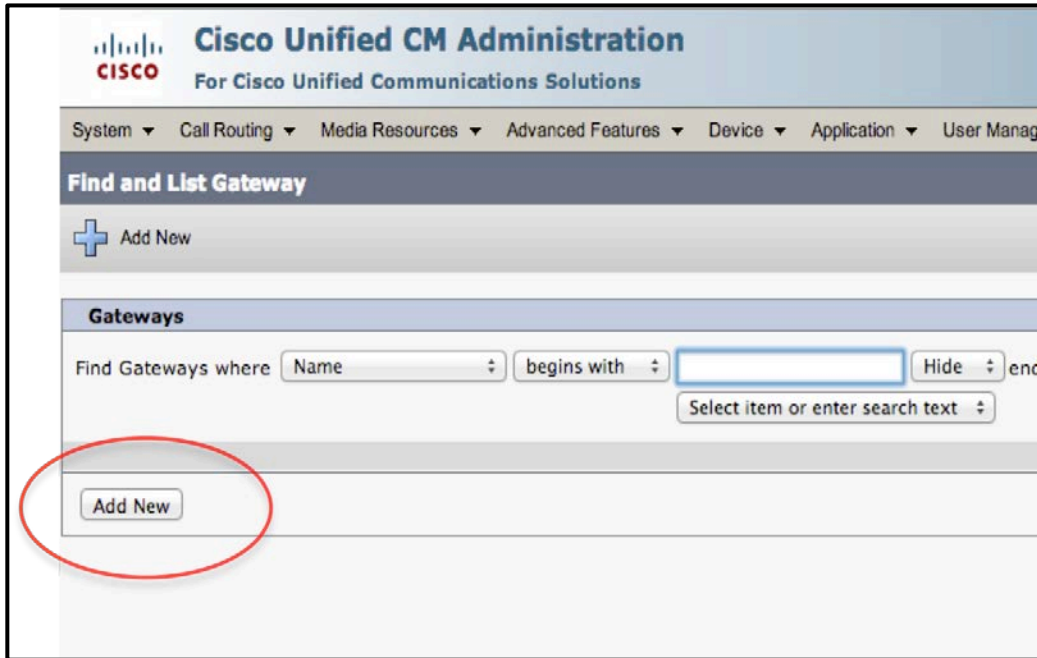 Cisco Unified CM Administration
CISCO
For Cisco Unified Communications Solutions
System Call Routing Media Resources Advanced Features Device Application User Manag
Find and List Gateway
Add New
Gateways
Find Gateways where Name begins with Hide end
Select item or enter search text
Add New